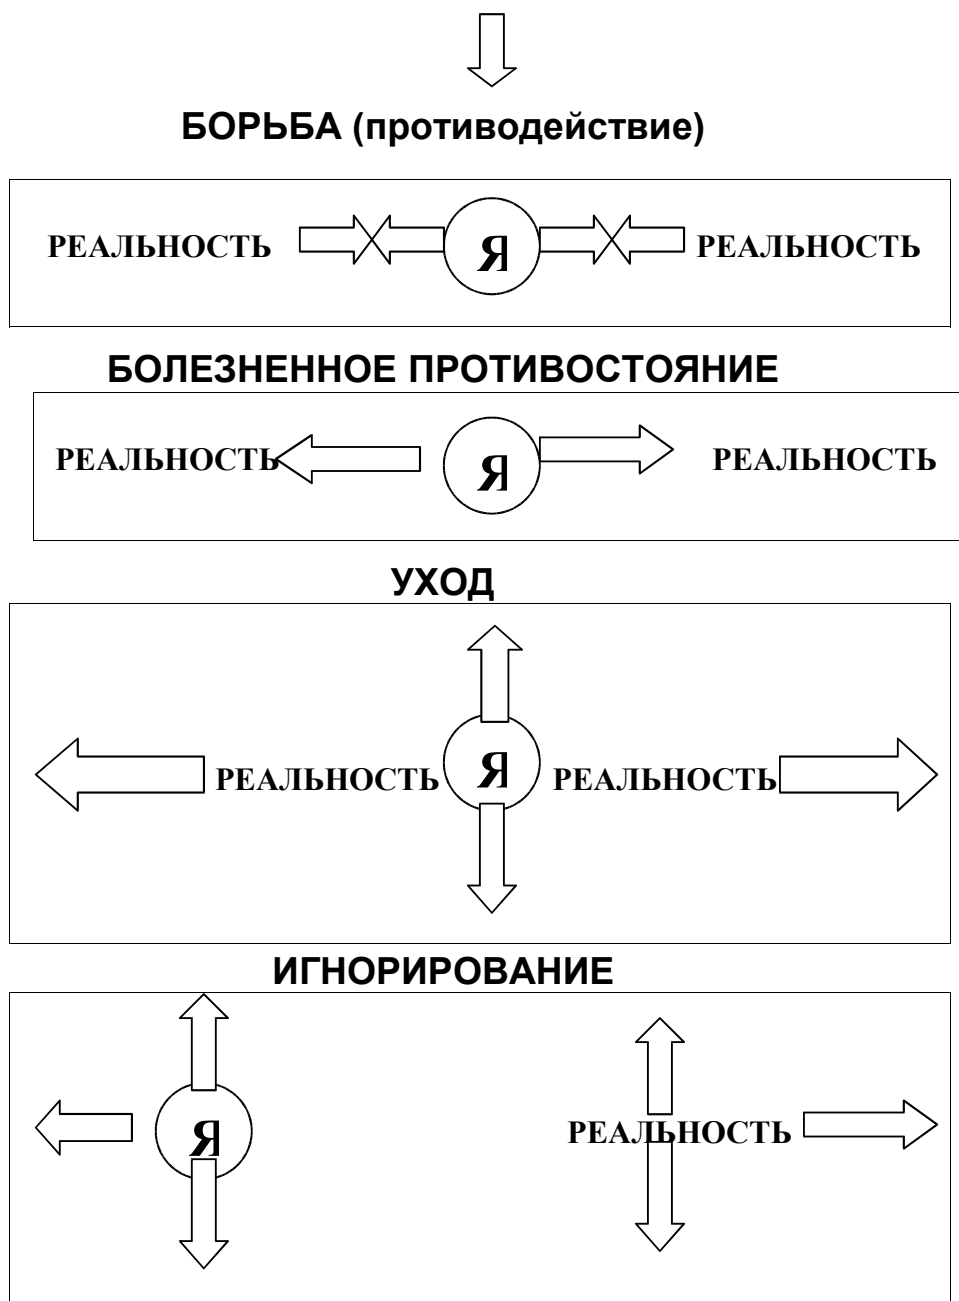 БОРЬБА (противодействие)
РЕАЛЬНОСТЬ Я РЕАЛЬНОСТЬ
БОЛЕЗНЕННОЕ ПРОТИВОСТОЯНИЕ
РЕАЛЬНОСТЬ Я РЕАЛЬНОСТЬ
УХОД
РЕАЛЬНОСТЬ Я РЕАЛЬНОСТЬ
ИГНОРИРОВАНИЕ
Я РЕАЛЬНОСТЬ